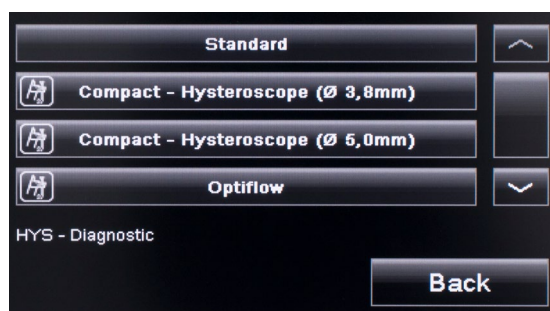 Standard
Compact - Hysteroscope (Ø 3,8mm)
Compact - Hysteroscope (Ø 5,0mm)
Optiflow
HYS - Diagnostic
Back